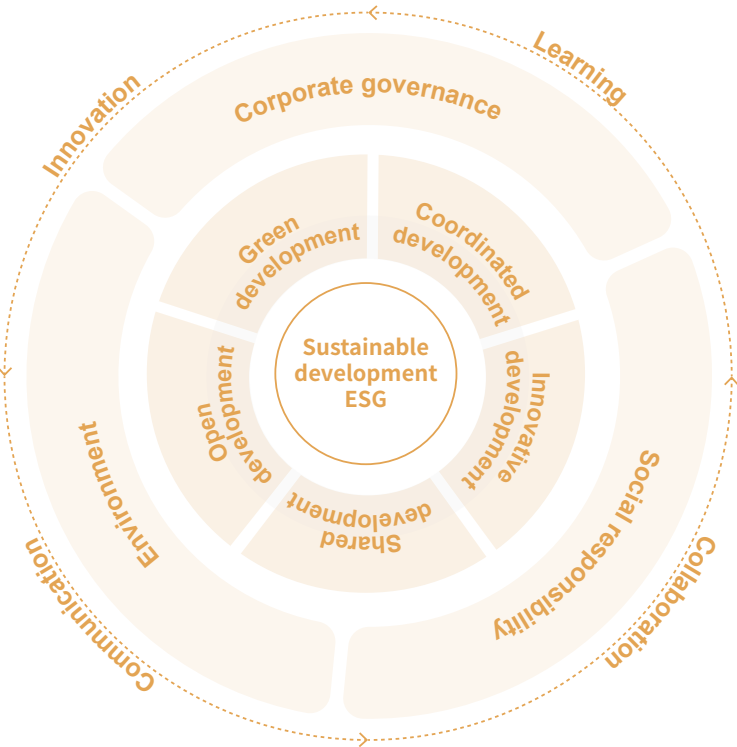 Learning
Innovation
Corporate governance
Green
development
Coordinated
development
Sustainable
development
ESG
Open
development
Innovative
development
Shared
development
Environment
Social responsibility
Communication
Collaboration